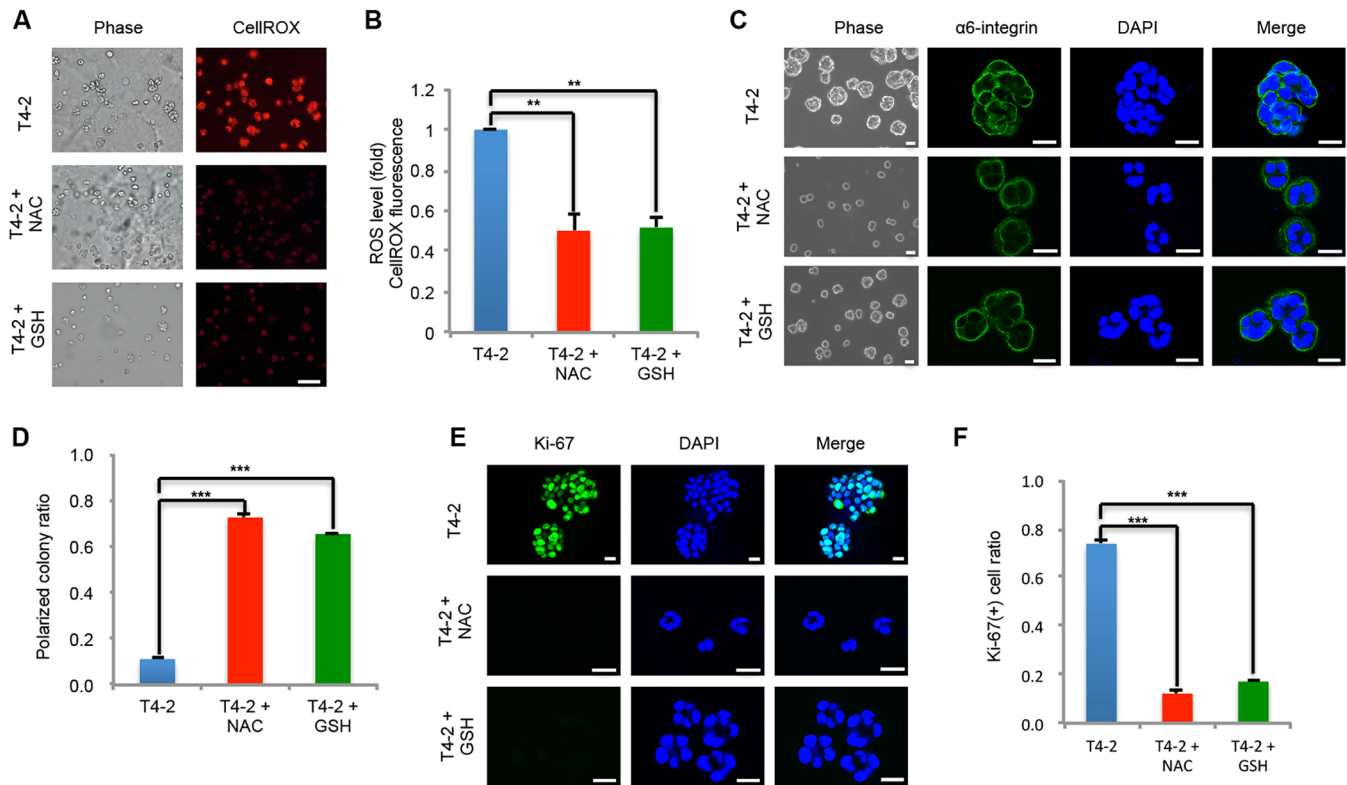 A
Phase
CellROX
T4-2
T4-2 +
NAC
T4-2 +
GSH
B
ROS level (fold)
CellROX fluorescence
1.2
1
0.8
0.6
0.4
0.2
0
**
**
T4-2
T4-2 +
NAC
T4-2 +
GSH
C
Phase
α6-integrin
DAPI
Merge
T4-2
T4-2 +
NAC
T4-2 +
GSH
D
Polarized colony ratio
1.0
0.8
0.6
0.4
0.2
0.0
***
***
T4-2
T4-2 +
NAC
T4-2 +
GSH
E
Ki-67
DAPI
Merge
T4-2
T4-2 +
NAC
T4-2 +
GSH
F
Ki-67(+) cell ratio
1.0
0.8
0.6
0.4
0.2
0.0
***
***
T4-2
T4-2 +
NAC
T4-2 +
GSH